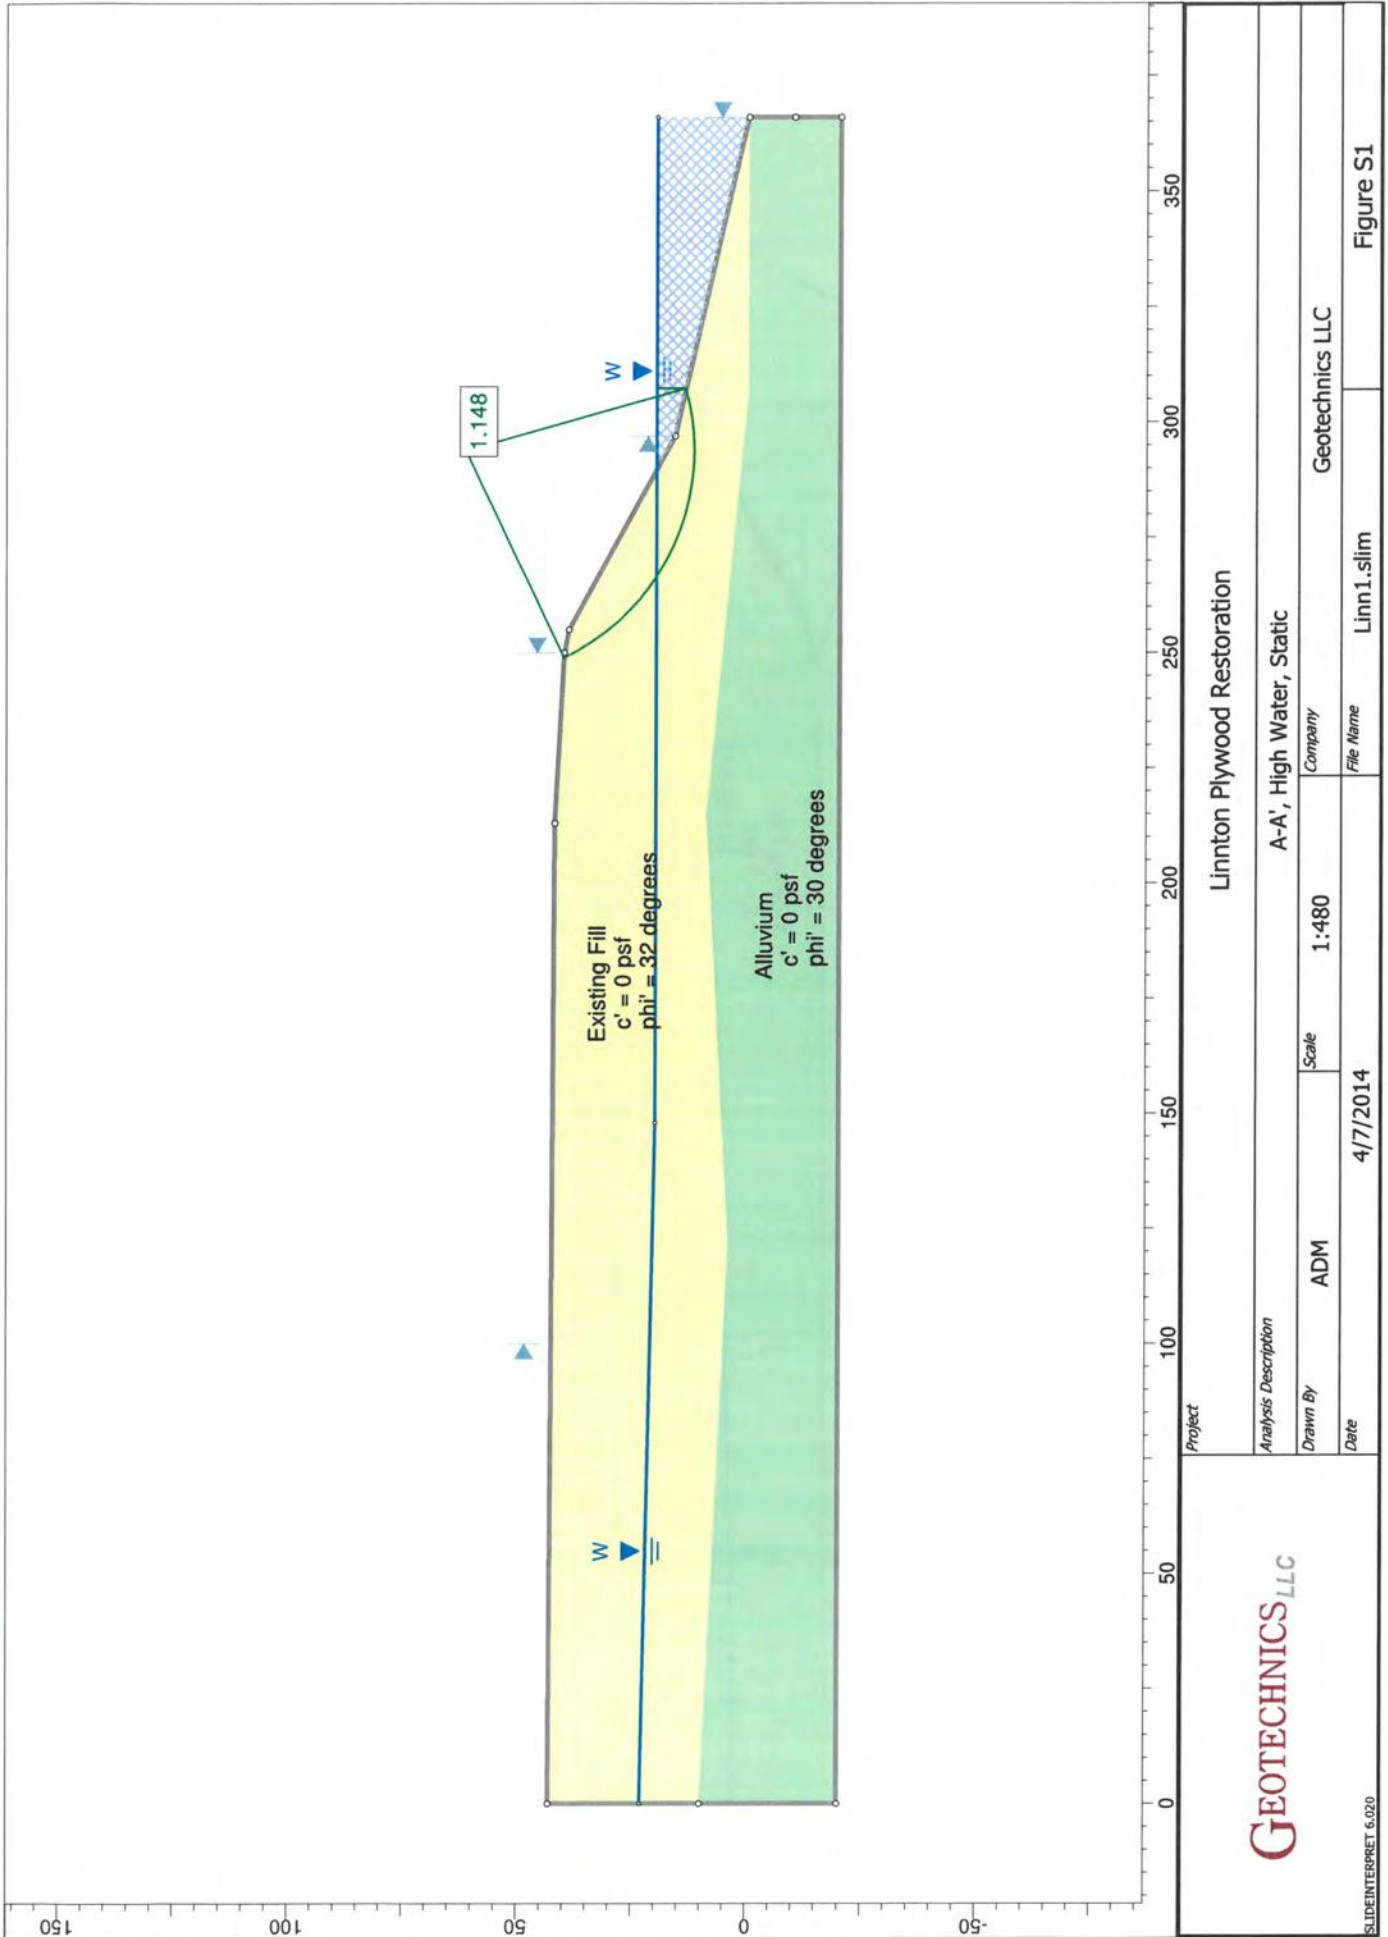 150
100
50
0
-50
1.148
W
W
Existing Fill
c' = 0 psf
phi' = 32 degrees
Alluvium
c' = 0 psf
phi' = 30 degrees
0
50
100
150
200
250
300
350
GEOTECHNICS LLC
Project
Linnton Plywood Restoration
Analysis Description
A-A', High Water, Static
Drawn By
ADM
Scale
1:480
Company
Geotechnics LLC
Date
4/7/2014
File Name
Linn1.slim
Figure S1
SLIDEINTERPRET 6.020